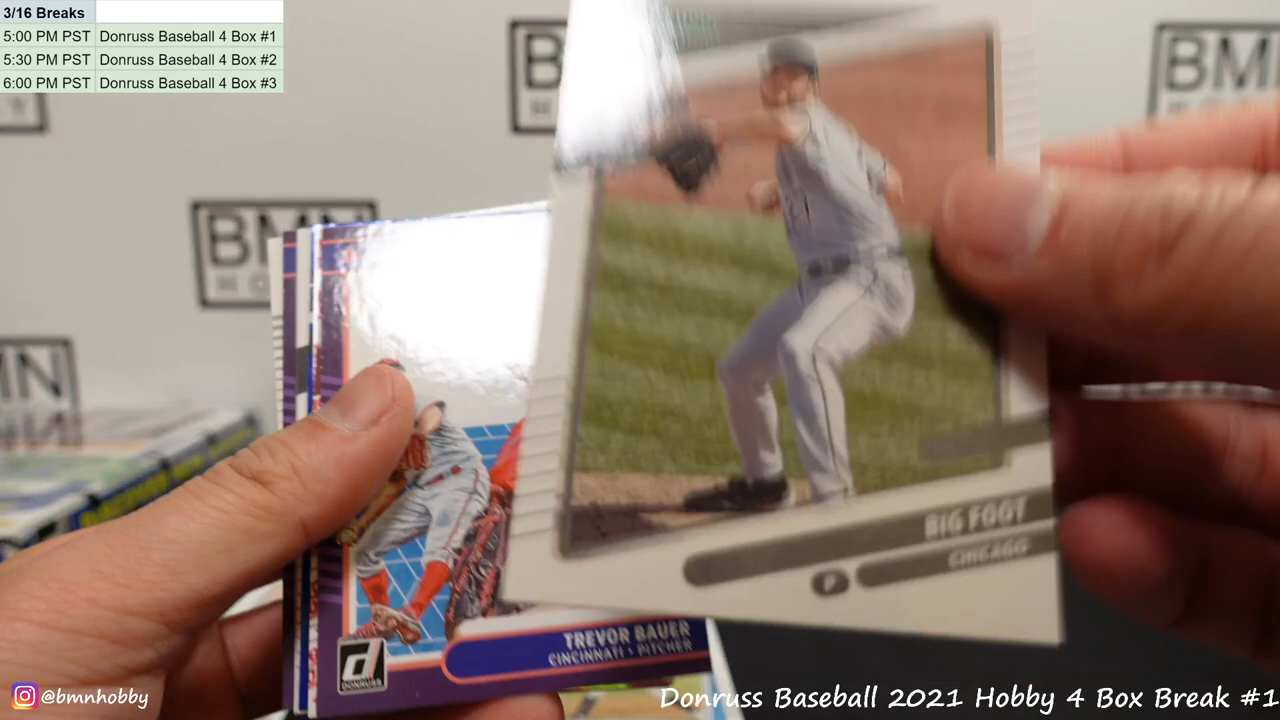 3/16 Breaks
5:00 PM PST Donruss Baseball 4 Box #1
5:30 PM PST Donruss Baseball 4 Box #2
6:00 PM PST Donruss Baseball 4 Box #3
BMN
BIG FOOT
CHICAGO
P
TREVOR BAUER
CINCINNATI • PITCHER
d
DONRUSS
@bmnhobby
Donruss Baseball 2021 Hobby 4 Box Break #1